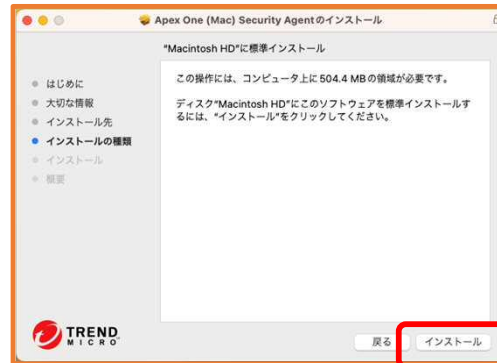 Apex One (Mac) Security Agentのインストール
"Macintosh HD"に標準インストール
はじめに
大切な情報
インストール先
インストールの種類
インストール
概要
この操作には、コンピュータ上に 504.4 MBの領域が必要です。
ディスク"Macintosh HD"にこのソフトウェアを標準インストールす
るには、"インストール"をクリックしてください。
TREND
MICRO
戻る
インストール